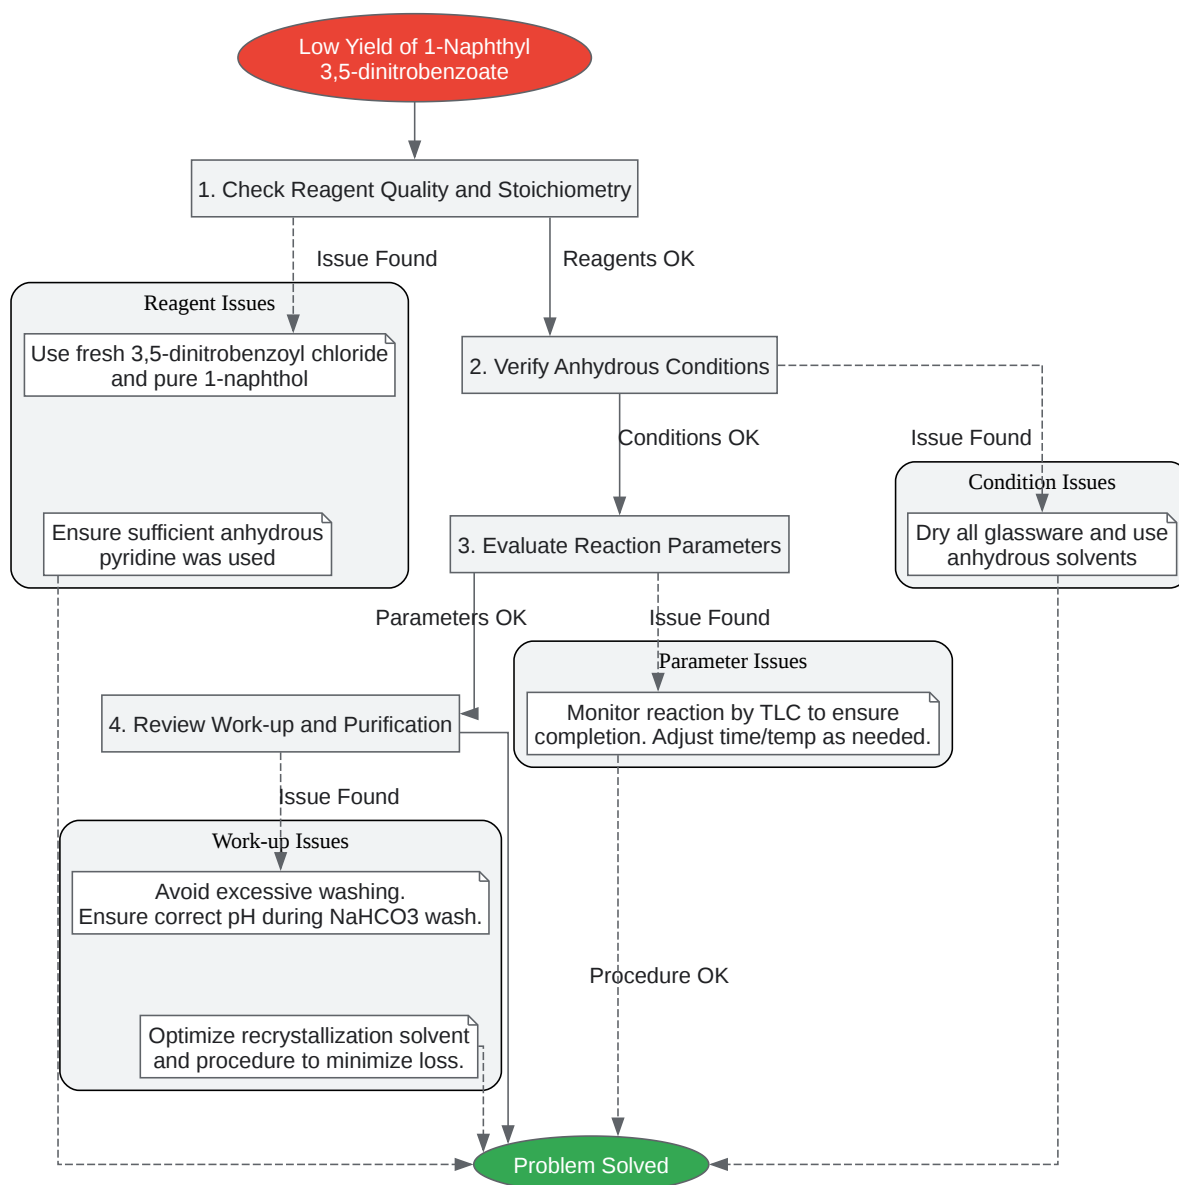 Low Yield of 1-Naphthyl
3,5-dinitrobenzoate
1. Check Reagent Quality and Stoichiometry
Issue Found
Reagents OK
Reagent Issues
Use fresh 3,5-dinitrobenzoyl chloride
and pure 1-naphthol
2. Verify Anhydrous Conditions
Conditions OK
Issue Found
Condition Issues
Ensure sufficient anhydrous
pyridine was used
Dry all glassware and use
anhydrous solvents
3. Evaluate Reaction Parameters
Parameters OK
Issue Found
Parameter Issues
Monitor reaction by TLC to ensure
completion. Adjust time/temp as needed.
4. Review Work-up and Purification
Issue Found
Work-up Issues
Avoid excessive washing.
Ensure correct pH during NaHCO3 wash.
Procedure OK
Optimize recrystallization solvent
and procedure to minimize loss.
Problem Solved